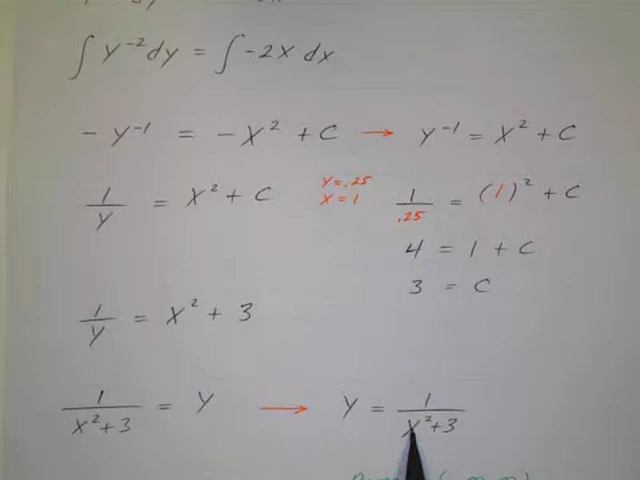 ∫ y⁻² dy = ∫ -2x dx
- y⁻¹ = - x² + C → y⁻¹ = x² + C
1/y = x² + C
y = .25
x = 1
1/.25 = (1)² + C
4 = 1 + C
3 = C
1/y = x² + 3
1/(x²+3) = y → y = 1/(x²+3)